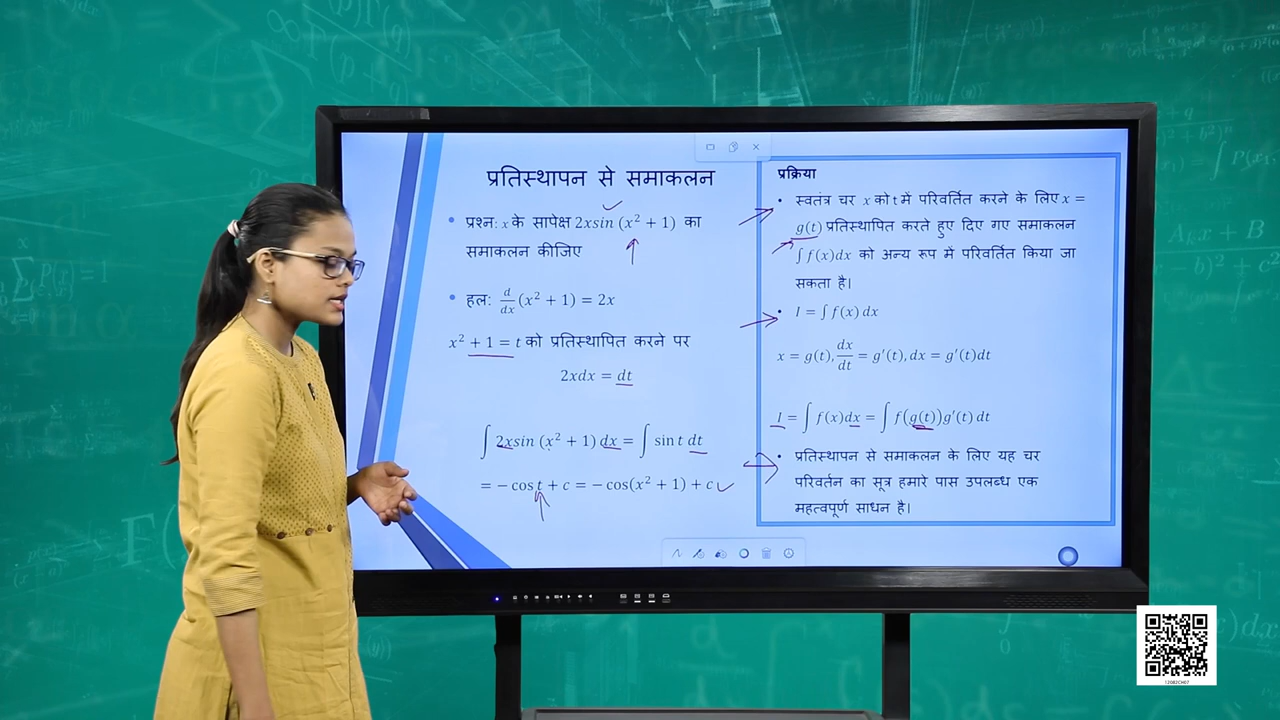 प्रतिस्थापन से समाकलन
• प्रश्न: x के सापेक्ष 2xsin (x² + 1) का
समाकलन कीजिए
• हल: d/dx (x² + 1) = 2x
x² + 1 = t को प्रतिस्थापित करने पर
2xdx = dt
∫ 2xsin (x² + 1) dx = ∫ sin t dt
= − cos t + c = − cos(x² + 1) + c
प्रक्रिया
• स्वतंत्र चर x को t में परिवर्तित करने के लिए x =
g(t) प्रतिस्थापित करते हुए दिए गए समाकलन
∫ f(x)dx को अन्य रूप में परिवर्तित किया जा
सकता है।
• I = ∫ f(x) dx
x = g(t), dx/dt = g′(t), dx = g′(t)dt
I = ∫ f(x)dx = ∫ f(g(t))g′(t) dt
• प्रतिस्थापन से समाकलन के लिए यह चर
परिवर्तन का सूत्र हमारे पास उपलब्ध एक
महत्वपूर्ण साधन है।
12082CH07